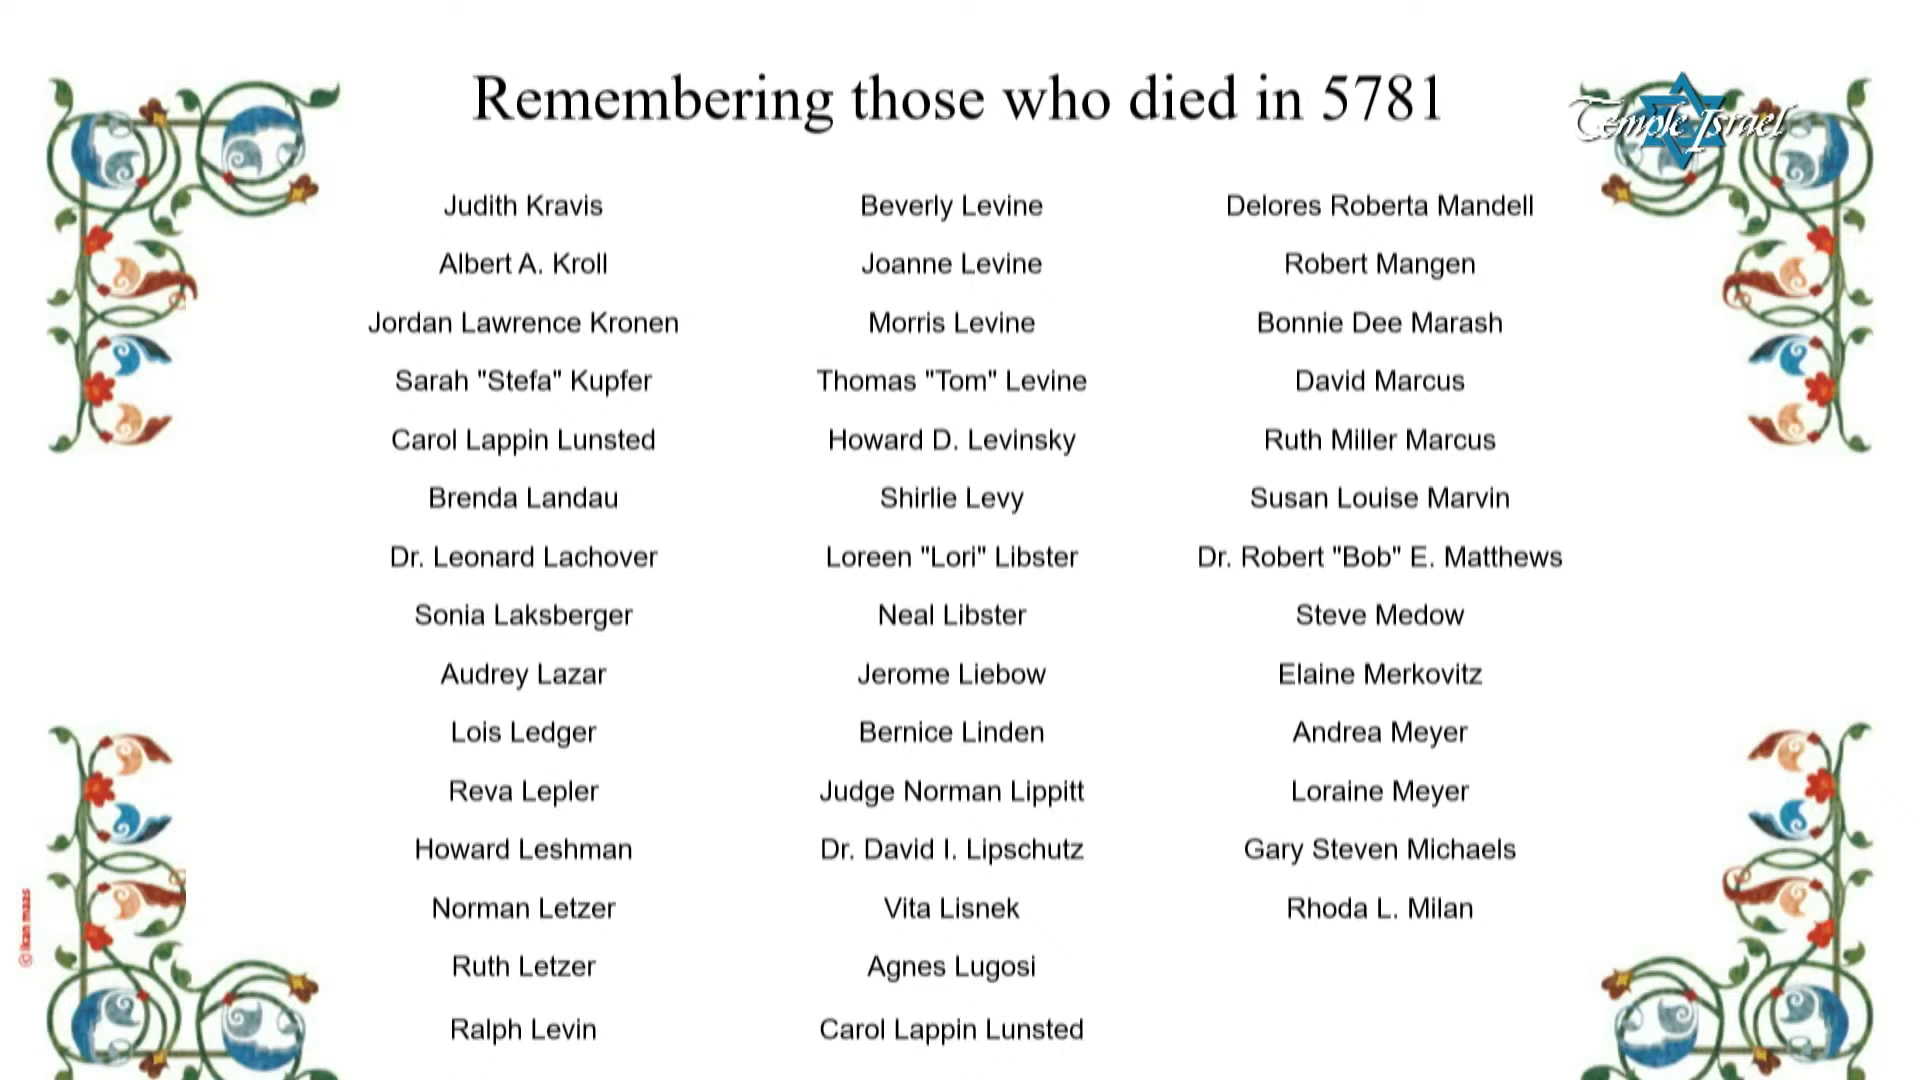 Remembering those who died in 5781
Temple Israel
Judith Kravis
Albert A. Kroll
Jordan Lawrence Kronen
Sarah "Stefa" Kupfer
Carol Lappin Lunsted
Brenda Landau
Dr. Leonard Lachover
Sonia Laksberger
Audrey Lazar
Lois Ledger
Reva Lepler
Howard Leshman
Norman Letzer
Ruth Letzer
Ralph Levin
Beverly Levine
Joanne Levine
Morris Levine
Thomas "Tom" Levine
Howard D. Levinsky
Shirlie Levy
Loreen "Lori" Libster
Neal Libster
Jerome Liebow
Bernice Linden
Judge Norman Lippitt
Dr. David I. Lipschutz
Vita Lisnek
Agnes Lugosi
Carol Lappin Lunsted
Delores Roberta Mandell
Robert Mangen
Bonnie Dee Marash
David Marcus
Ruth Miller Marcus
Susan Louise Marvin
Dr. Robert "Bob" E. Matthews
Steve Medow
Elaine Merkovitz
Andrea Meyer
Loraine Meyer
Gary Steven Michaels
Rhoda L. Milan